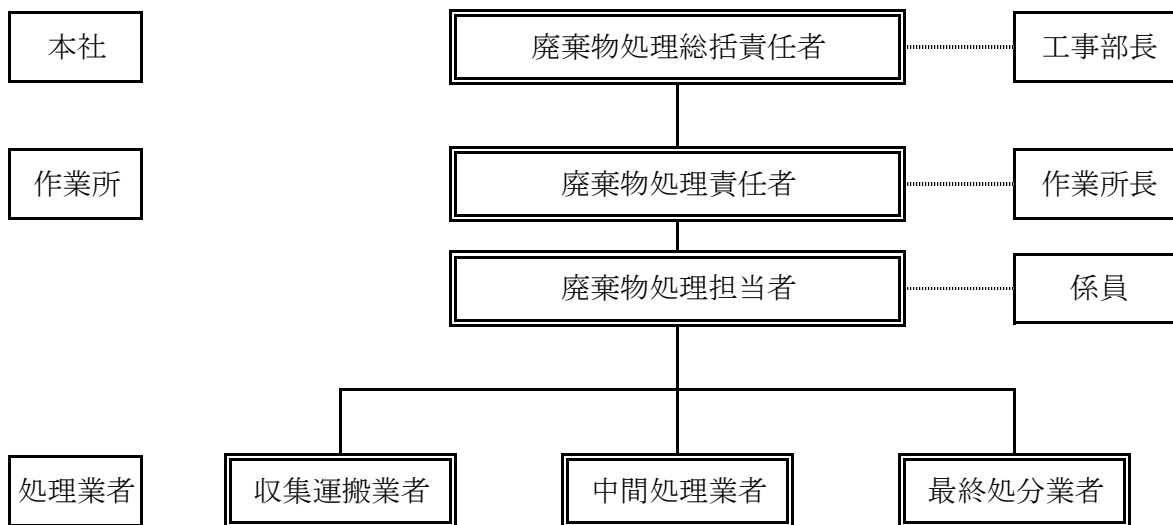 本社
廃棄物処理総括責任者
工事部長
作業所
廃棄物処理責任者
作業所長
廃棄物処理担当者
係員
処理業者
収集運搬業者
中間処理業者
最終処分業者